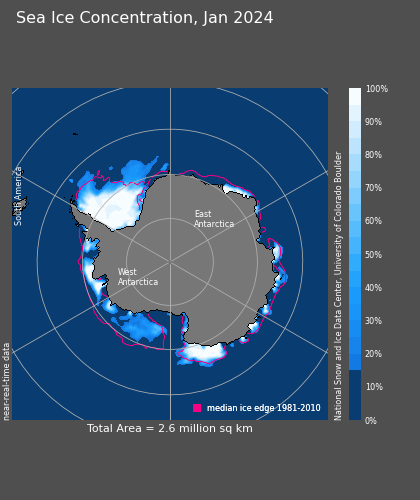 Sea Ice Concentration, Jan 2024
South America
East
Antarctica
West
Antarctica
near-real-time data
median ice edge 1981-2010
Total Area = 2.6 million sq km
National Snow and Ice Data Center, University of Colorado Boulder
100%
90%
80%
70%
60%
50%
40%
30%
20%
10%
0%